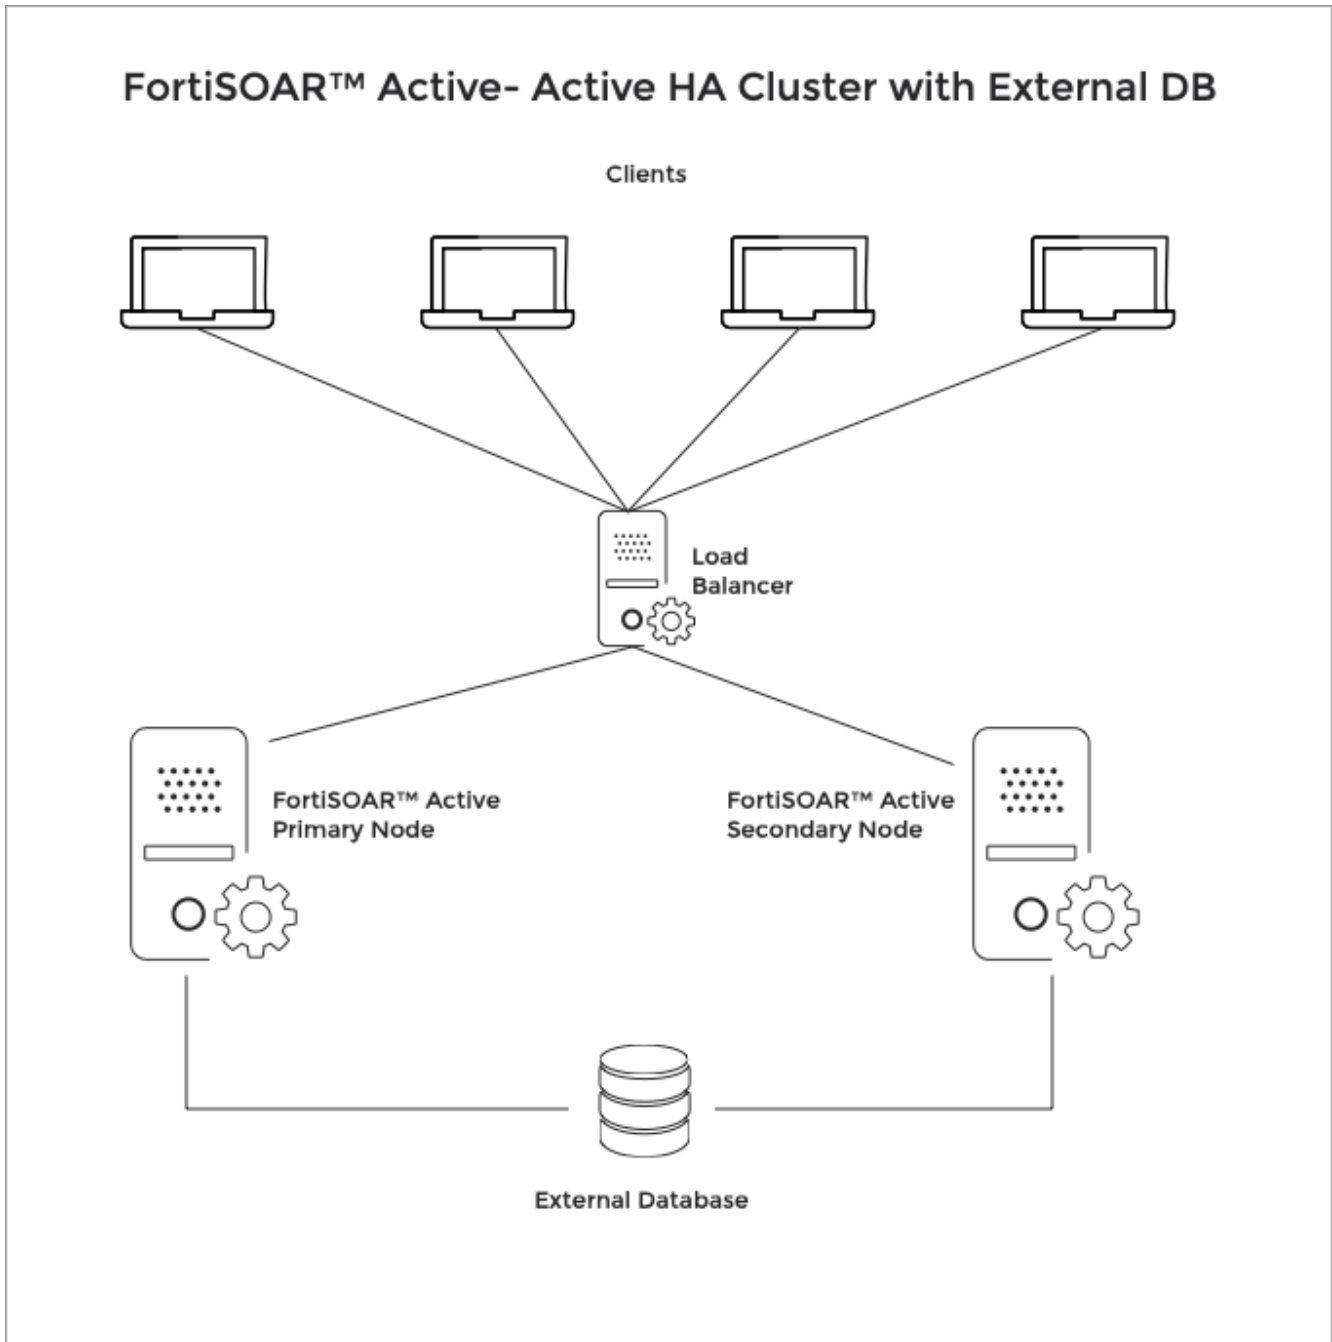 FortiSOAR™ Active- Active HA Cluster with External DB
Clients
Load
Balancer
FortiSOAR™ Active
Primary Node
FortiSOAR™ Active
Secondary Node
External Database